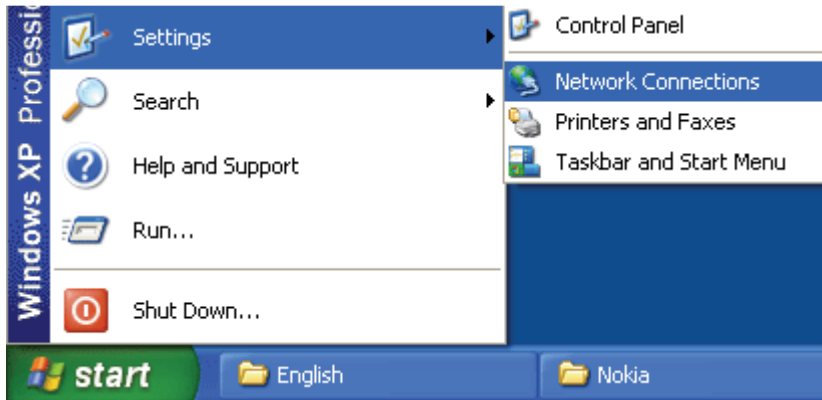 Windows XP Professi
Settings
Search
Help and Support
Run...
Shut Down...
Control Panel
Network Connections
Printers and Faxes
Taskbar and Start Menu
start
English
Nokia